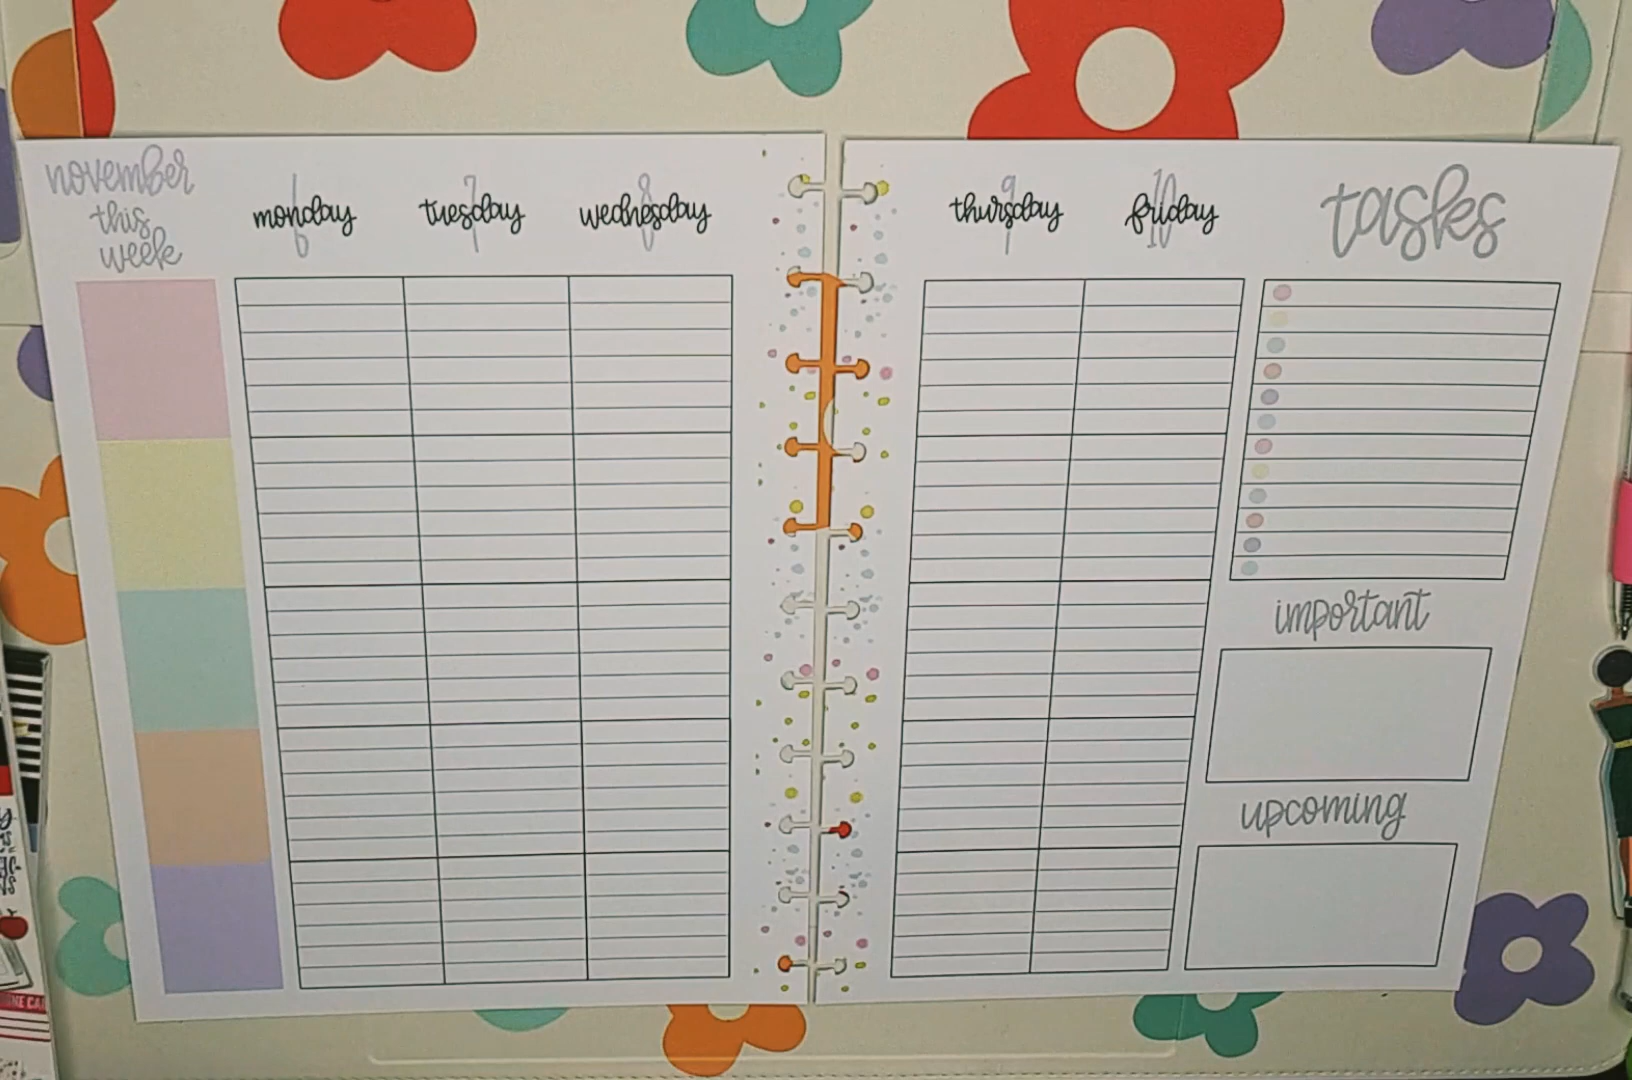 november
this
week
6
monday
7
tuesday
8
wednesday
9
thursday
10
friday
tasks
important
upcoming